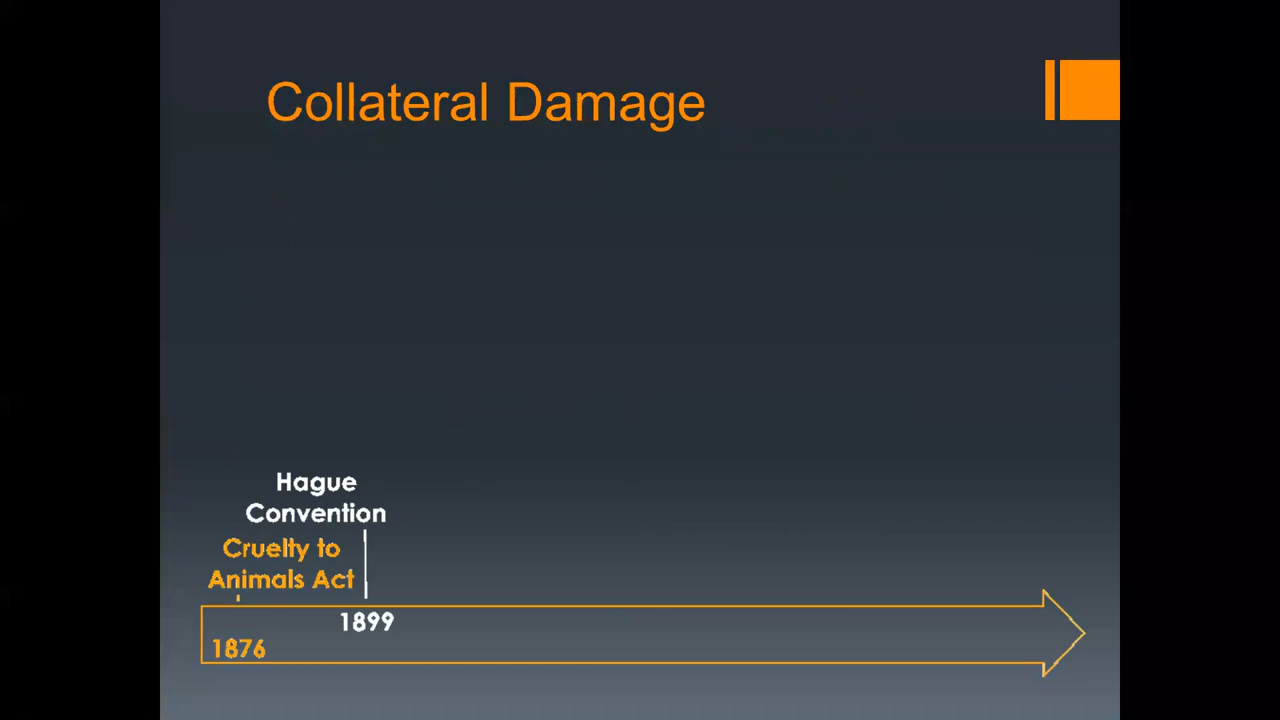 Collateral Damage
Hague
Convention
Cruelty to
Animals Act
1899
1876